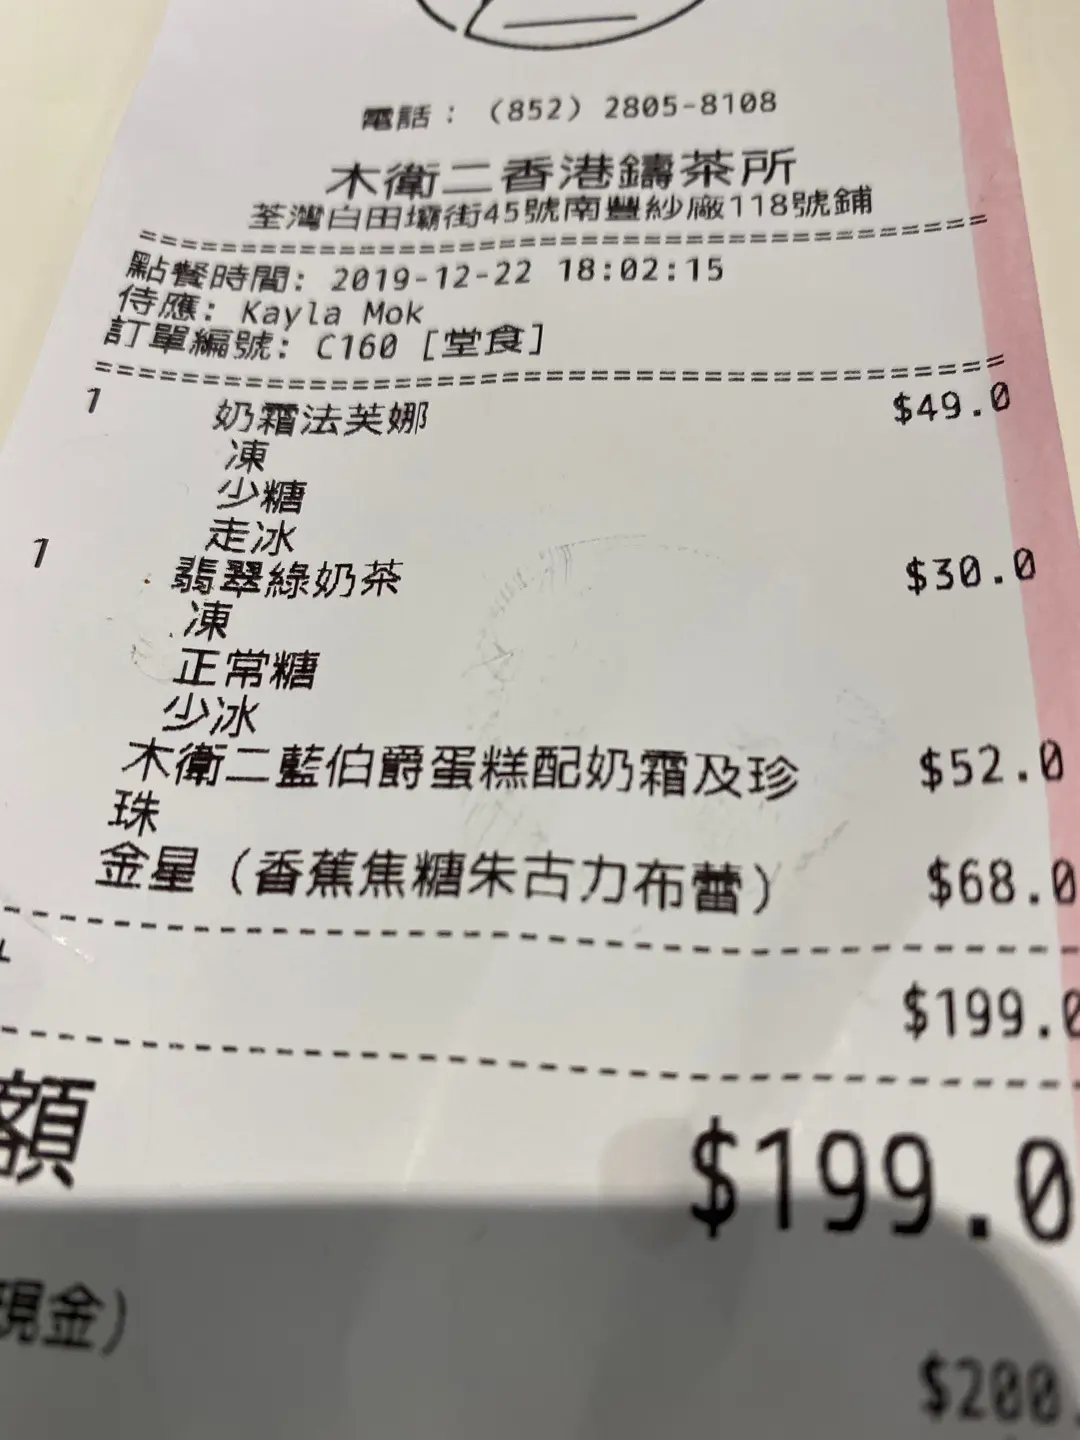 電話： (852) 2805-8108
木衛二香港鑄茶所
荃灣白田壩街45號南豐紗廠118號鋪
點餐時間: 2019-12-22 18:02:15
侍應: Kayla Mok
訂單編號: C160 [堂食]
1 奶霜法芙娜 $49.0
凍
少糖
走冰
1 翡翠綠奶茶 $30.0
凍
正常糖
少冰
木衛二藍伯爵蛋糕配奶霜及珍 $52.0
珠
金星（香蕉焦糖朱古力布蕾） $68.0
$199.0
額 $199.0
現金)
$200.